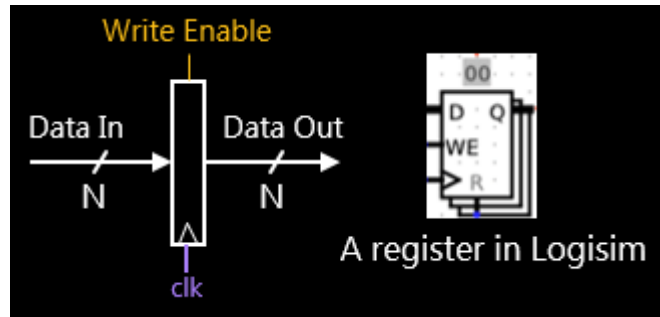 Write Enable
Data In
Data Out
N
N
clk
00
D Q
WE
R
A register in Logisim